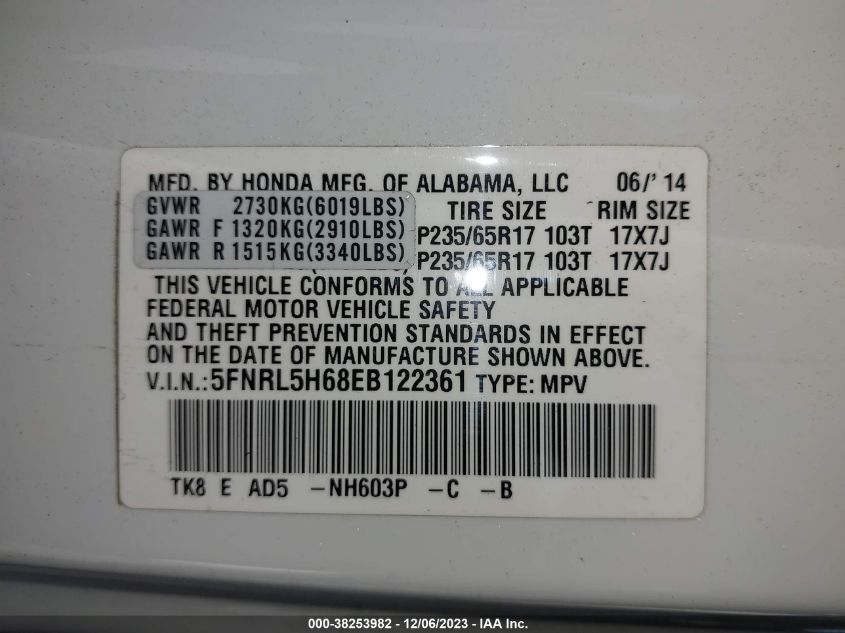 MFD. BY HONDA MFG. OF ALABAMA, LLC 06/' 14
GVWR 2730KG(6019LBS) TIRE SIZE RIM SIZE
GAWR F 1320KG(2910LBS) P235/65R17 103T 17X7J
GAWR R 1515KG(3340LBS) P235/65R17 103T 17X7J
THIS VEHICLE CONFORMS TO ALL APPLICABLE
FEDERAL MOTOR VEHICLE SAFETY
AND THEFT PREVENTION STANDARDS IN EFFECT
ON THE DATE OF MANUFACTURE SHOWN ABOVE.
V.I.N.: 5FNRL5H68EB122361 TYPE: MPV
TK8 E AD5 -NH603P -C -B
000-38253982 - 12/06/2023 - IAA Inc.